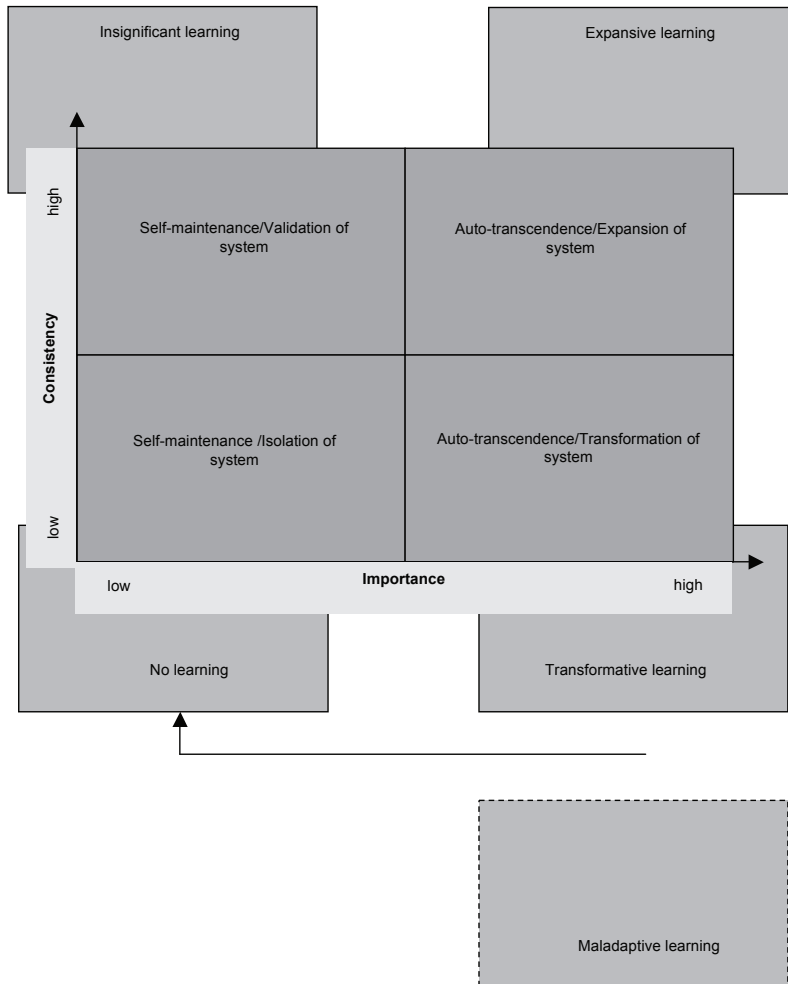 Insignificant learning
Expansive learning
high
Self-maintenance/Validation of
system
Auto-transcendence/Expansion of
system
Consistency
Self-maintenance /Isolation of
system
Auto-transcendence/Transformation of
system
low
low
Importance
high
No learning
Transformative learning
Maladaptive learning